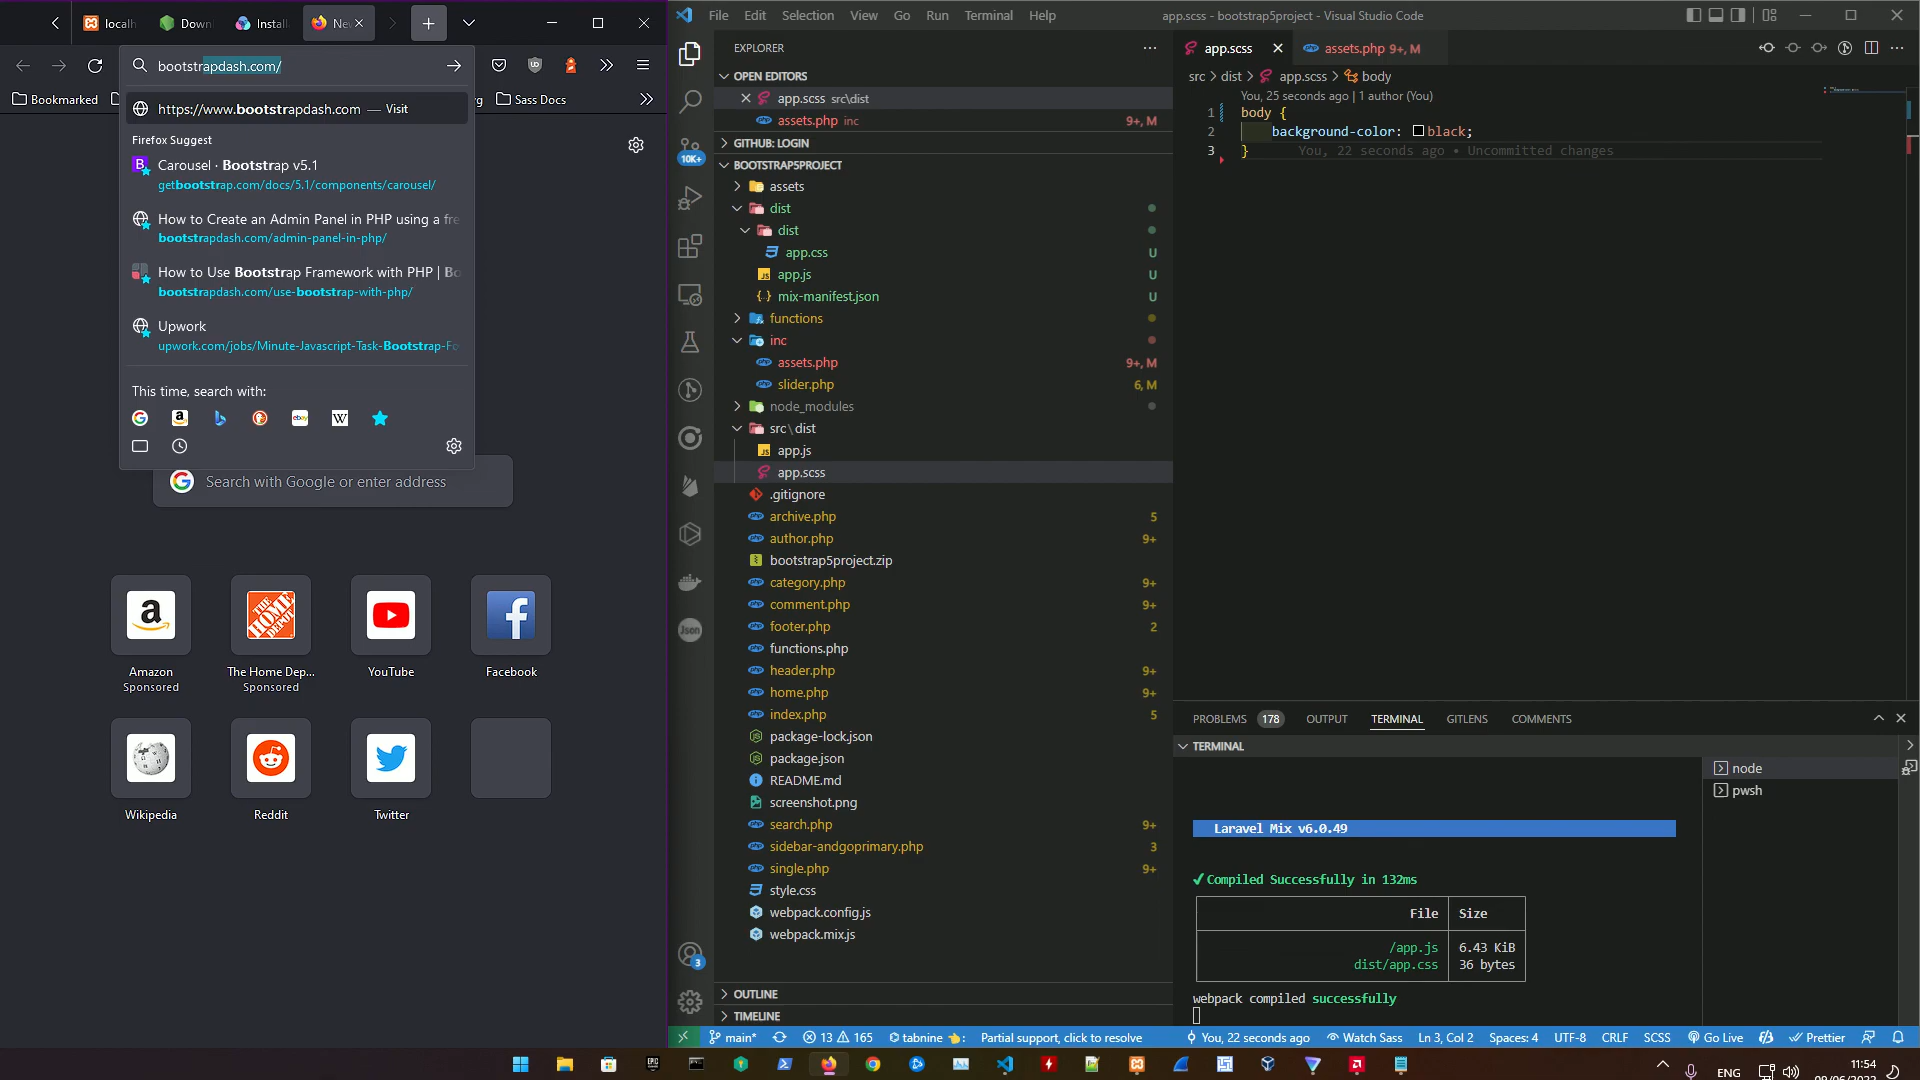 localh
Down
Install
Ne
bootstrapdash.com/
Bookmarked
rg
Sass Docs
https://www.bootstrapdash.com — Visit
Firefox Suggest
Carousel · Bootstrap v5.1
getbootstrap.com/docs/5.1/components/carousel/
How to Create an Admin Panel in PHP using a fre
bootstrapdash.com/admin-panel-in-php/
How to Use Bootstrap Framework with PHP | Bo
bootstrapdash.com/use-bootstrap-with-php/
Upwork
upwork.com/jobs/Minute-Javascript-Task-Bootstrap-Fo
This time, search with:
Search with Google or enter address
Amazon
Sponsored
The Home Dep...
Sponsored
YouTube
Facebook
Wikipedia
Reddit
Twitter
File Edit Selection View Go Run Terminal Help
app.scss - bootstrap5project - Visual Studio Code
EXPLORER
OPEN EDITORS
app.scss src\dist
assets.php inc 9+, M
GITHUB: LOGIN
10K+
BOOTSTRAP5PROJECT
assets
dist
dist
app.css U
app.js U
mix-manifest.json U
functions
inc
assets.php 9+, M
slider.php 6, M
node_modules
src\dist
app.js
app.scss
.gitignore
archive.php 5
author.php 9+
bootstrap5project.zip
category.php 9+
comment.php 9+
footer.php 2
functions.php
header.php 9+
home.php 9+
index.php 5
package-lock.json
package.json
README.md
screenshot.png
search.php 9+
sidebar-andgoprimary.php 3
single.php 9+
style.css
webpack.config.js
webpack.mix.js
Json
3
OUTLINE
TIMELINE
app.scss
assets.php 9+, M
src > dist > app.scss > body
You, 25 seconds ago | 1 author (You)
1 body {
2 background-color: black;
3 } You, 22 seconds ago • Uncommitted changes
PROBLEMS 178 OUTPUT TERMINAL GITLENS COMMENTS
TERMINAL
node
pwsh
Laravel Mix v6.0.49
✔ Compiled Successfully in 132ms
File Size
/app.js 6.43 KiB
dist/app.css 36 bytes
webpack compiled successfully
main* 13 165 tabnine Partial support, click to resolve You, 22 seconds ago Watch Sass Ln 3, Col 2 Spaces: 4 UTF-8 CRLF SCSS Go Live Prettier
ENG
11:54
09/06/2022